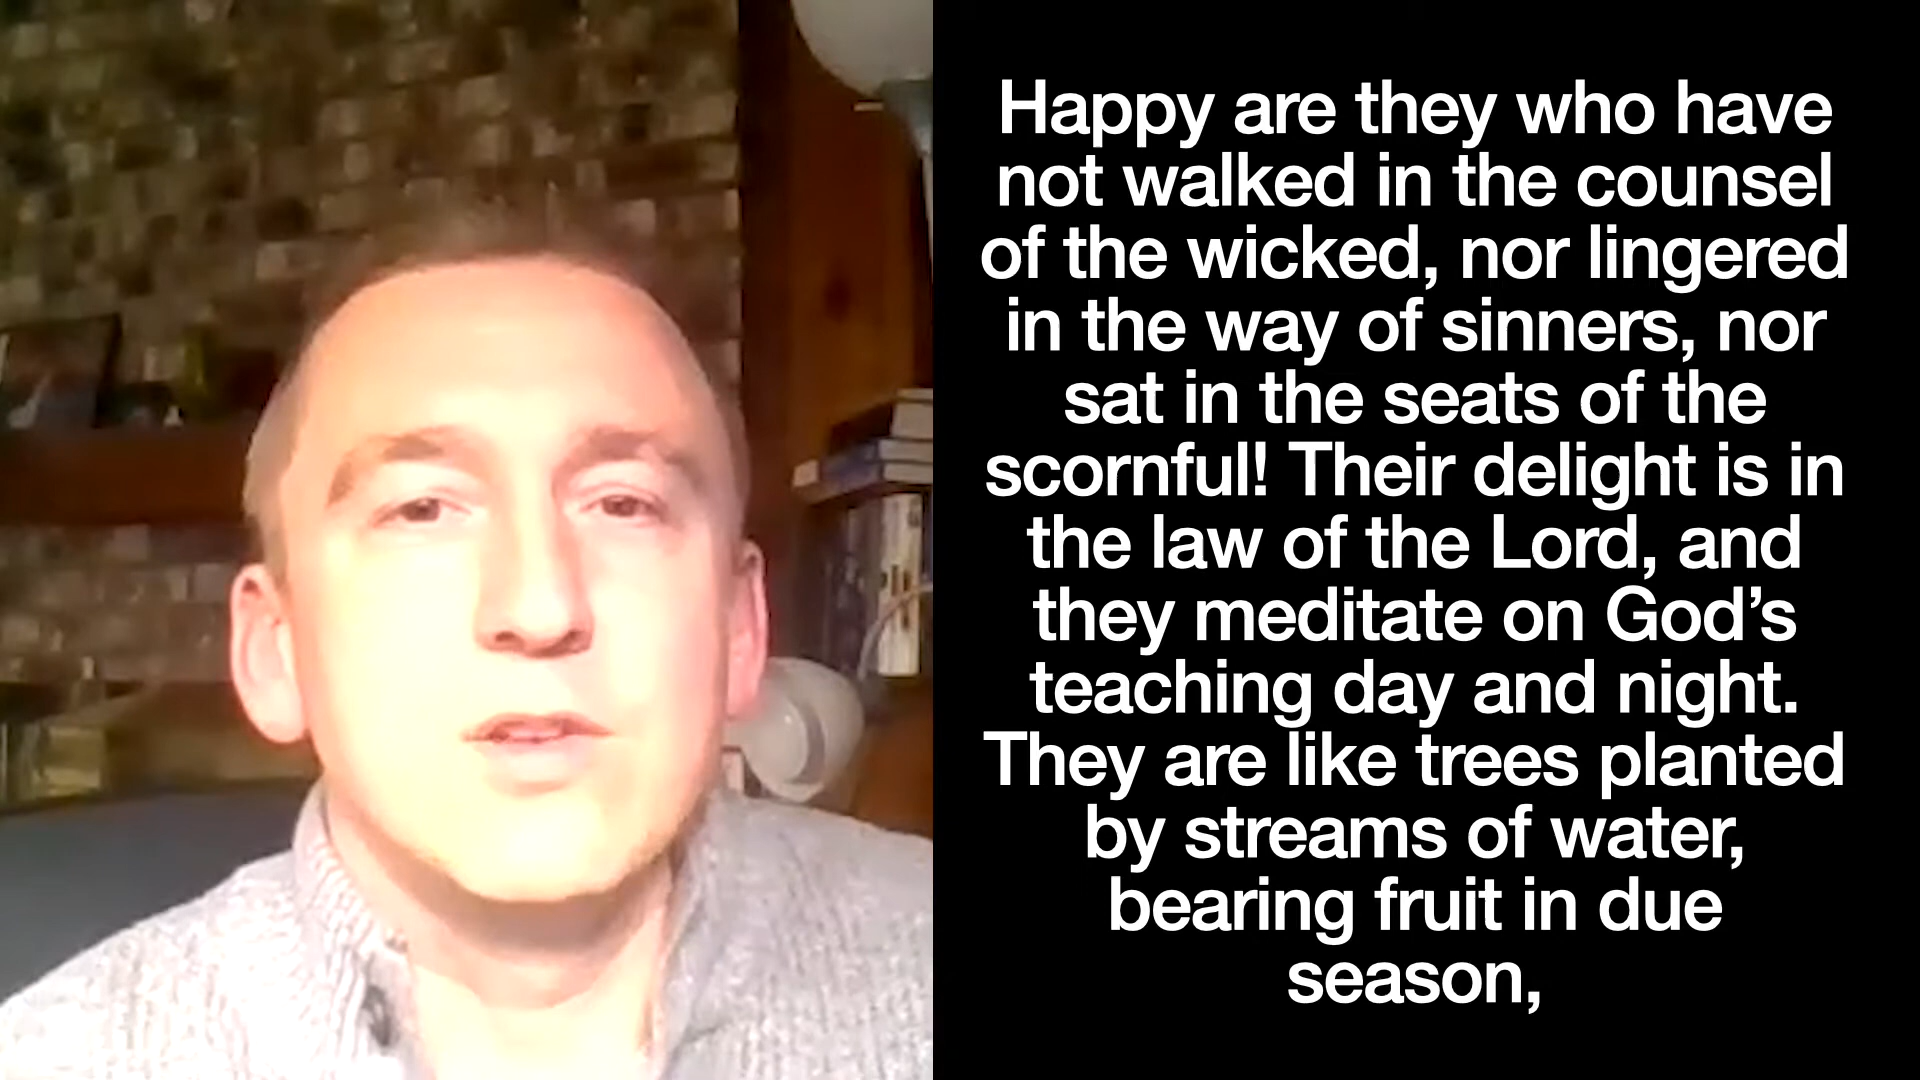 Happy are they who have
not walked in the counsel
of the wicked, nor lingered
in the way of sinners, nor
sat in the seats of the
scornful! Their delight is in
the law of the Lord, and
they meditate on God’s
teaching day and night.
They are like trees planted
by streams of water,
bearing fruit in due
season,